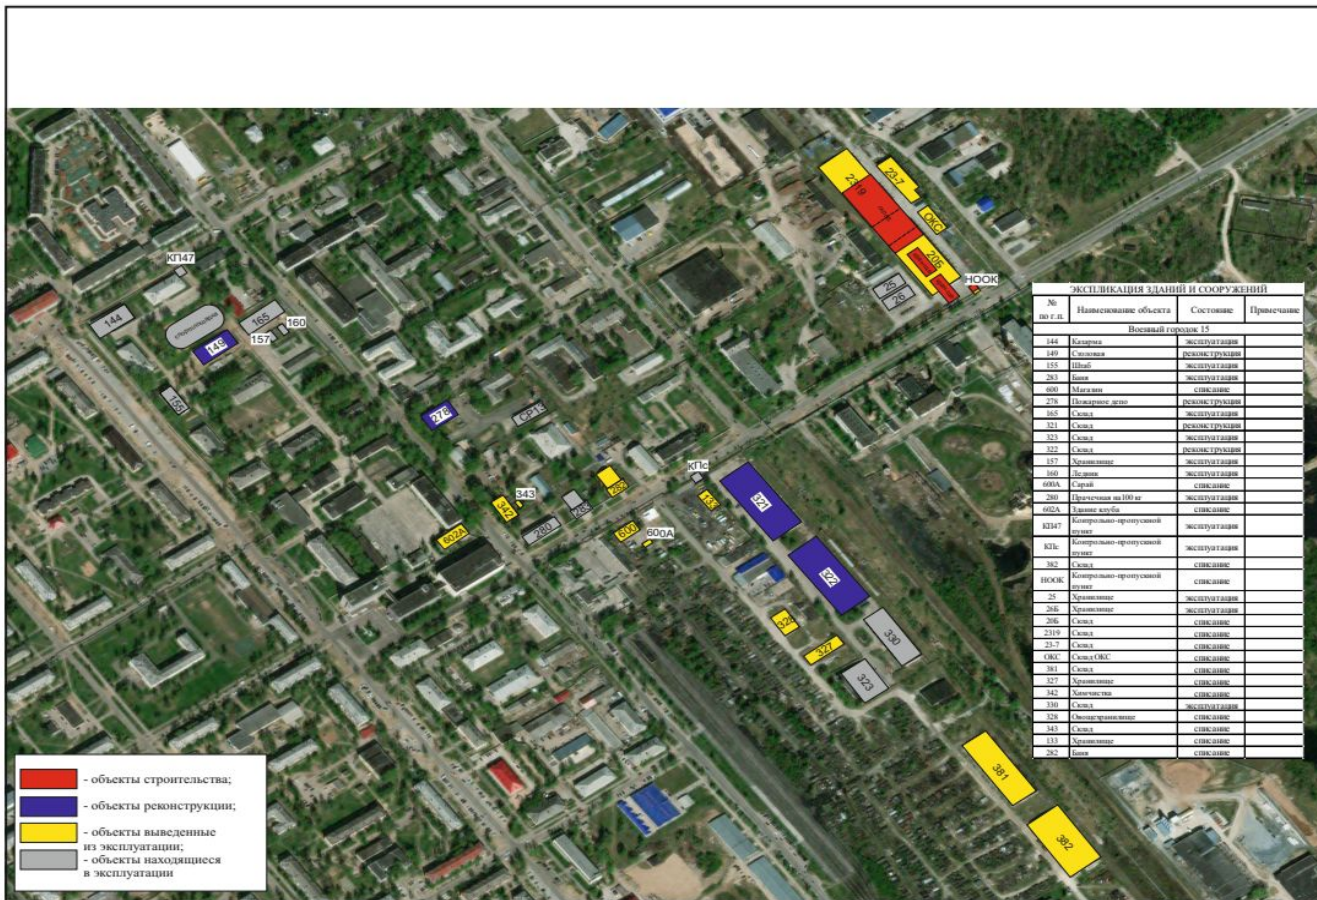 КП47
144
спортплощадка
165
160
157
149
155
278
СР13
343
342
602А
280
283
282
600
600А
КПс
133
321
322
328
327
330
323
381
382
2319
23-7
ОКС
20Б
НООК
25
26
ЭКСПЛИКАЦИЯ ЗДАНИЙ И СООРУЖЕНИЙ
№ по г.п. Наименование объекта Состояние Примечание
Военный городок 15
144 Казарма эксплуатация
149 Столовая реконструкция
155 Штаб эксплуатация
283 Баня эксплуатация
600 Магазин списание
278 Пожарное депо реконструкция
165 Склад эксплуатация
321 Склад реконструкция
323 Склад эксплуатация
322 Склад реконструкция
157 Хранилище эксплуатация
160 Ледник эксплуатация
600А Сарай списание
280 Прачечная на 100 кг эксплуатация
602А Здание клуба списание
КП47 Контрольно-пропускной пункт эксплуатация
КПс Контрольно-пропускной пункт эксплуатация
382 Склад списание
НООК Контрольно-пропускной пункт списание
25 Хранилище эксплуатация
26Б Хранилище эксплуатация
20Б Склад списание
2319 Склад списание
23-7 Склад списание
ОКС Склад ОКС списание
381 Склад списание
327 Хранилище списание
342 Химчистка списание
330 Склад эксплуатация
328 Овощехранилище списание
343 Склад списание
133 Хранилище списание
282 Баня списание
- объекты строительства;
- объекты реконструкции;
- объекты выведенные
из эксплуатации;
- объекты находящиеся
в эксплуатации